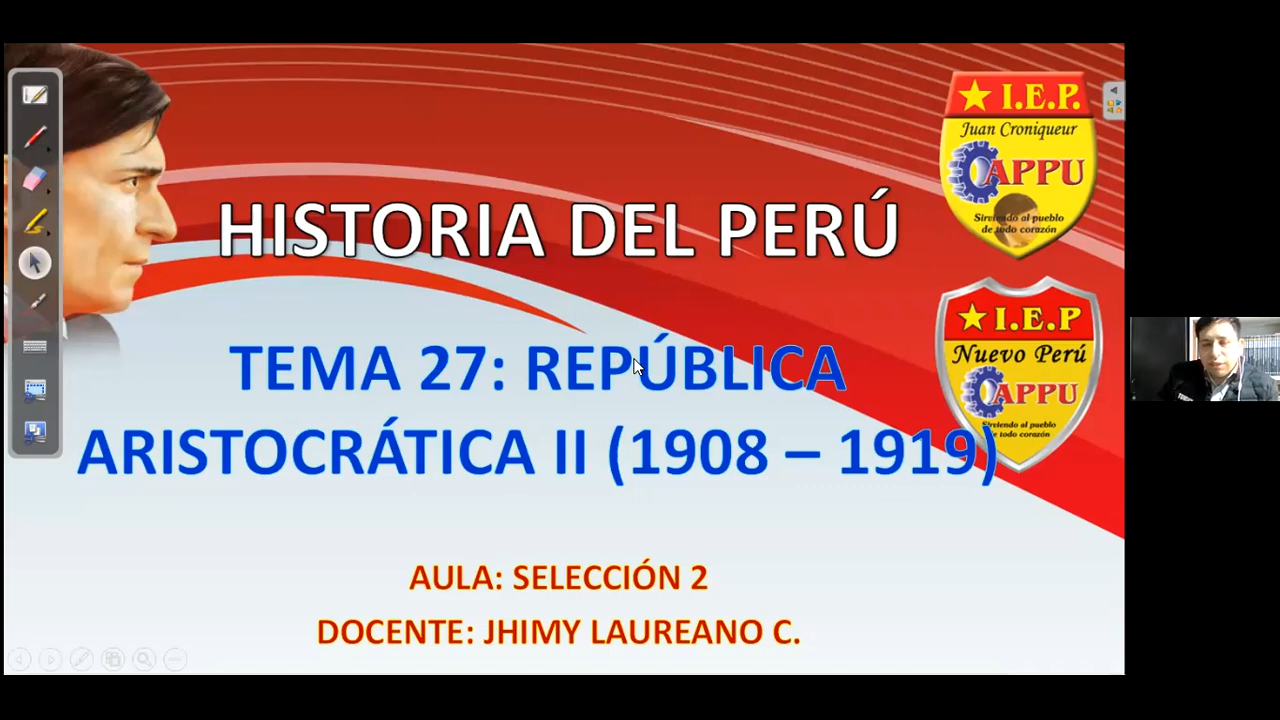 HISTORIA DEL PERÚ
TEMA 27: REPÚBLICA
ARISTOCRÁTICA II (1908 – 1919)
AULA: SELECCIÓN 2
DOCENTE: JHIMY LAUREANO C.
I.E.P.
Juan Croniqueur
APPU
Sirviendo al pueblo
de todo corazón
I.E.P
Nuevo Perú
APPU
Sirviendo al pueblo
de todo corazón